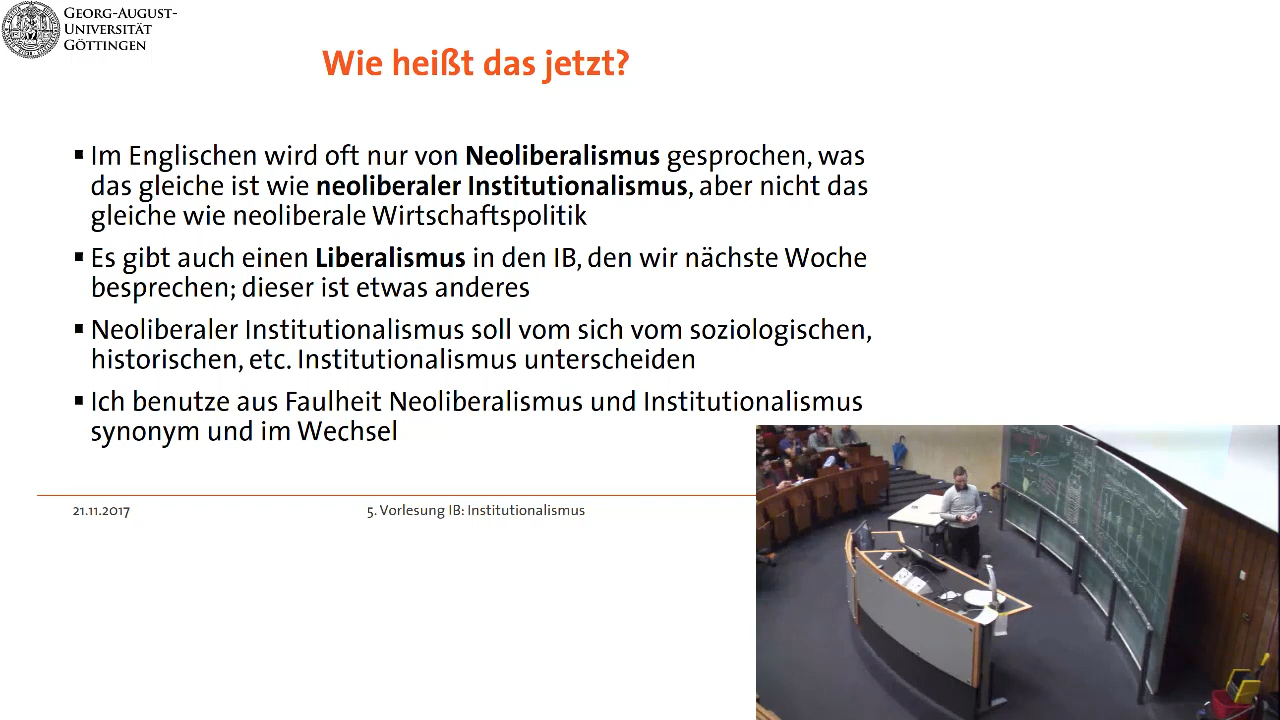 GEORG-AUGUST-
UNIVERSITÄT
GÖTTINGEN
Wie heißt das jetzt?
▪ Im Englischen wird oft nur von Neoliberalismus gesprochen, was
das gleiche ist wie neoliberaler Institutionalismus, aber nicht das
gleiche wie neoliberale Wirtschaftspolitik
▪ Es gibt auch einen Liberalismus in den IB, den wir nächste Woche
besprechen; dieser ist etwas anderes
▪ Neoliberaler Institutionalismus soll vom sich vom soziologischen,
historischen, etc. Institutionalismus unterscheiden
▪ Ich benutze aus Faulheit Neoliberalismus und Institutionalismus
synonym und im Wechsel
21.11.2017
5. Vorlesung IB: Institutionalismus